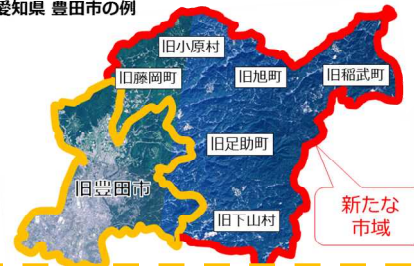 愛知県 豊田市の例
旧小原村
旧藤岡町
旧旭町
旧稲武町
旧足助町
旧豊田市
旧下山村
新たな
市域